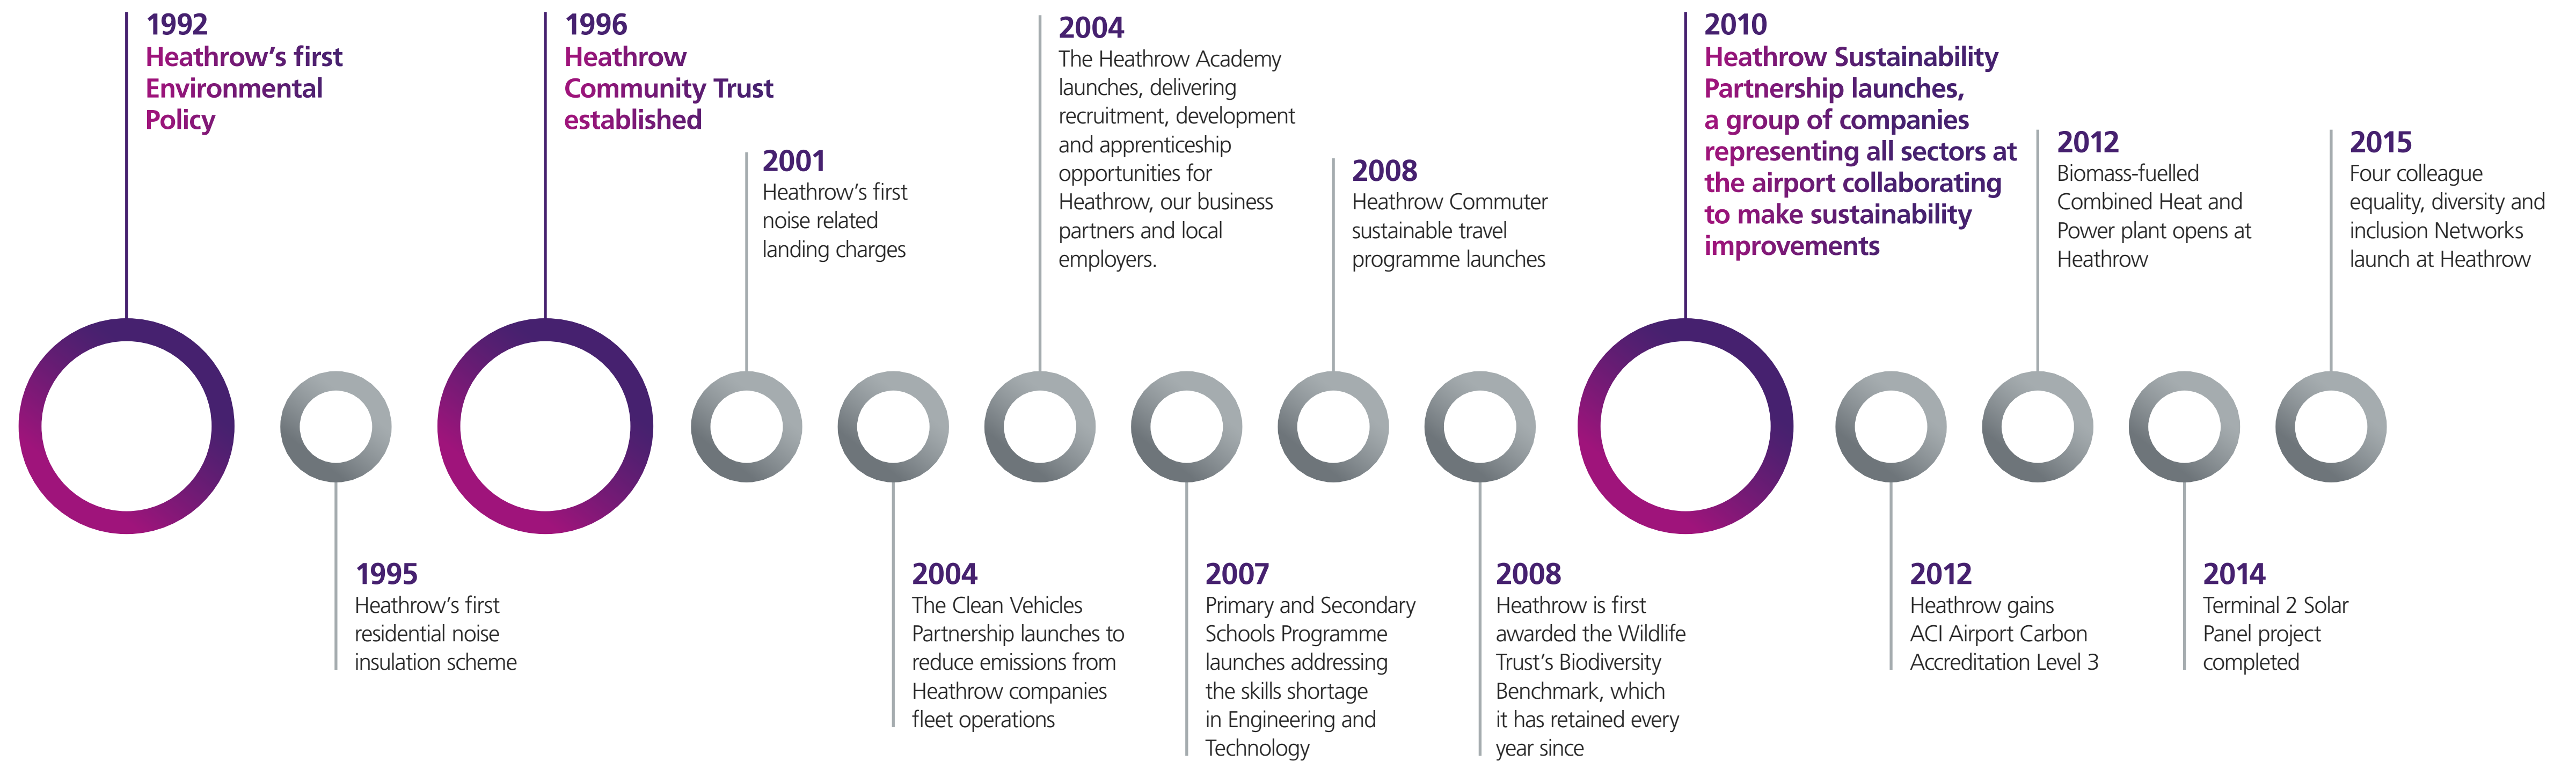 1992
Heathrow’s first
Environmental
Policy
1995
Heathrow’s first
residential noise
insulation scheme
1996
Heathrow
Community Trust
established
2001
Heathrow’s first
noise related
landing charges
2004
The Clean Vehicles
Partnership launches to
reduce emissions from
Heathrow companies
fleet operations
2004
The Heathrow Academy
launches, delivering
recruitment, development
and apprenticeship
opportunities for
Heathrow, our business
partners and local
employers.
2007
Primary and Secondary
Schools Programme
launches addressing
the skills shortage
in Engineering and
Technology
2008
Heathrow Commuter
sustainable travel
programme launches
2008
Heathrow is first
awarded the Wildlife
Trust’s Biodiversity
Benchmark, which
it has retained every
year since
2010
Heathrow Sustainability
Partnership launches,
a group of companies
representing all sectors at
the airport collaborating
to make sustainability
improvements
2012
Heathrow gains
ACI Airport Carbon
Accreditation Level 3
2012
Biomass-fuelled
Combined Heat and
Power plant opens at
Heathrow
2014
Terminal 2 Solar
Panel project
completed
2015
Four colleague
equality, diversity and
inclusion Networks
launch at Heathrow